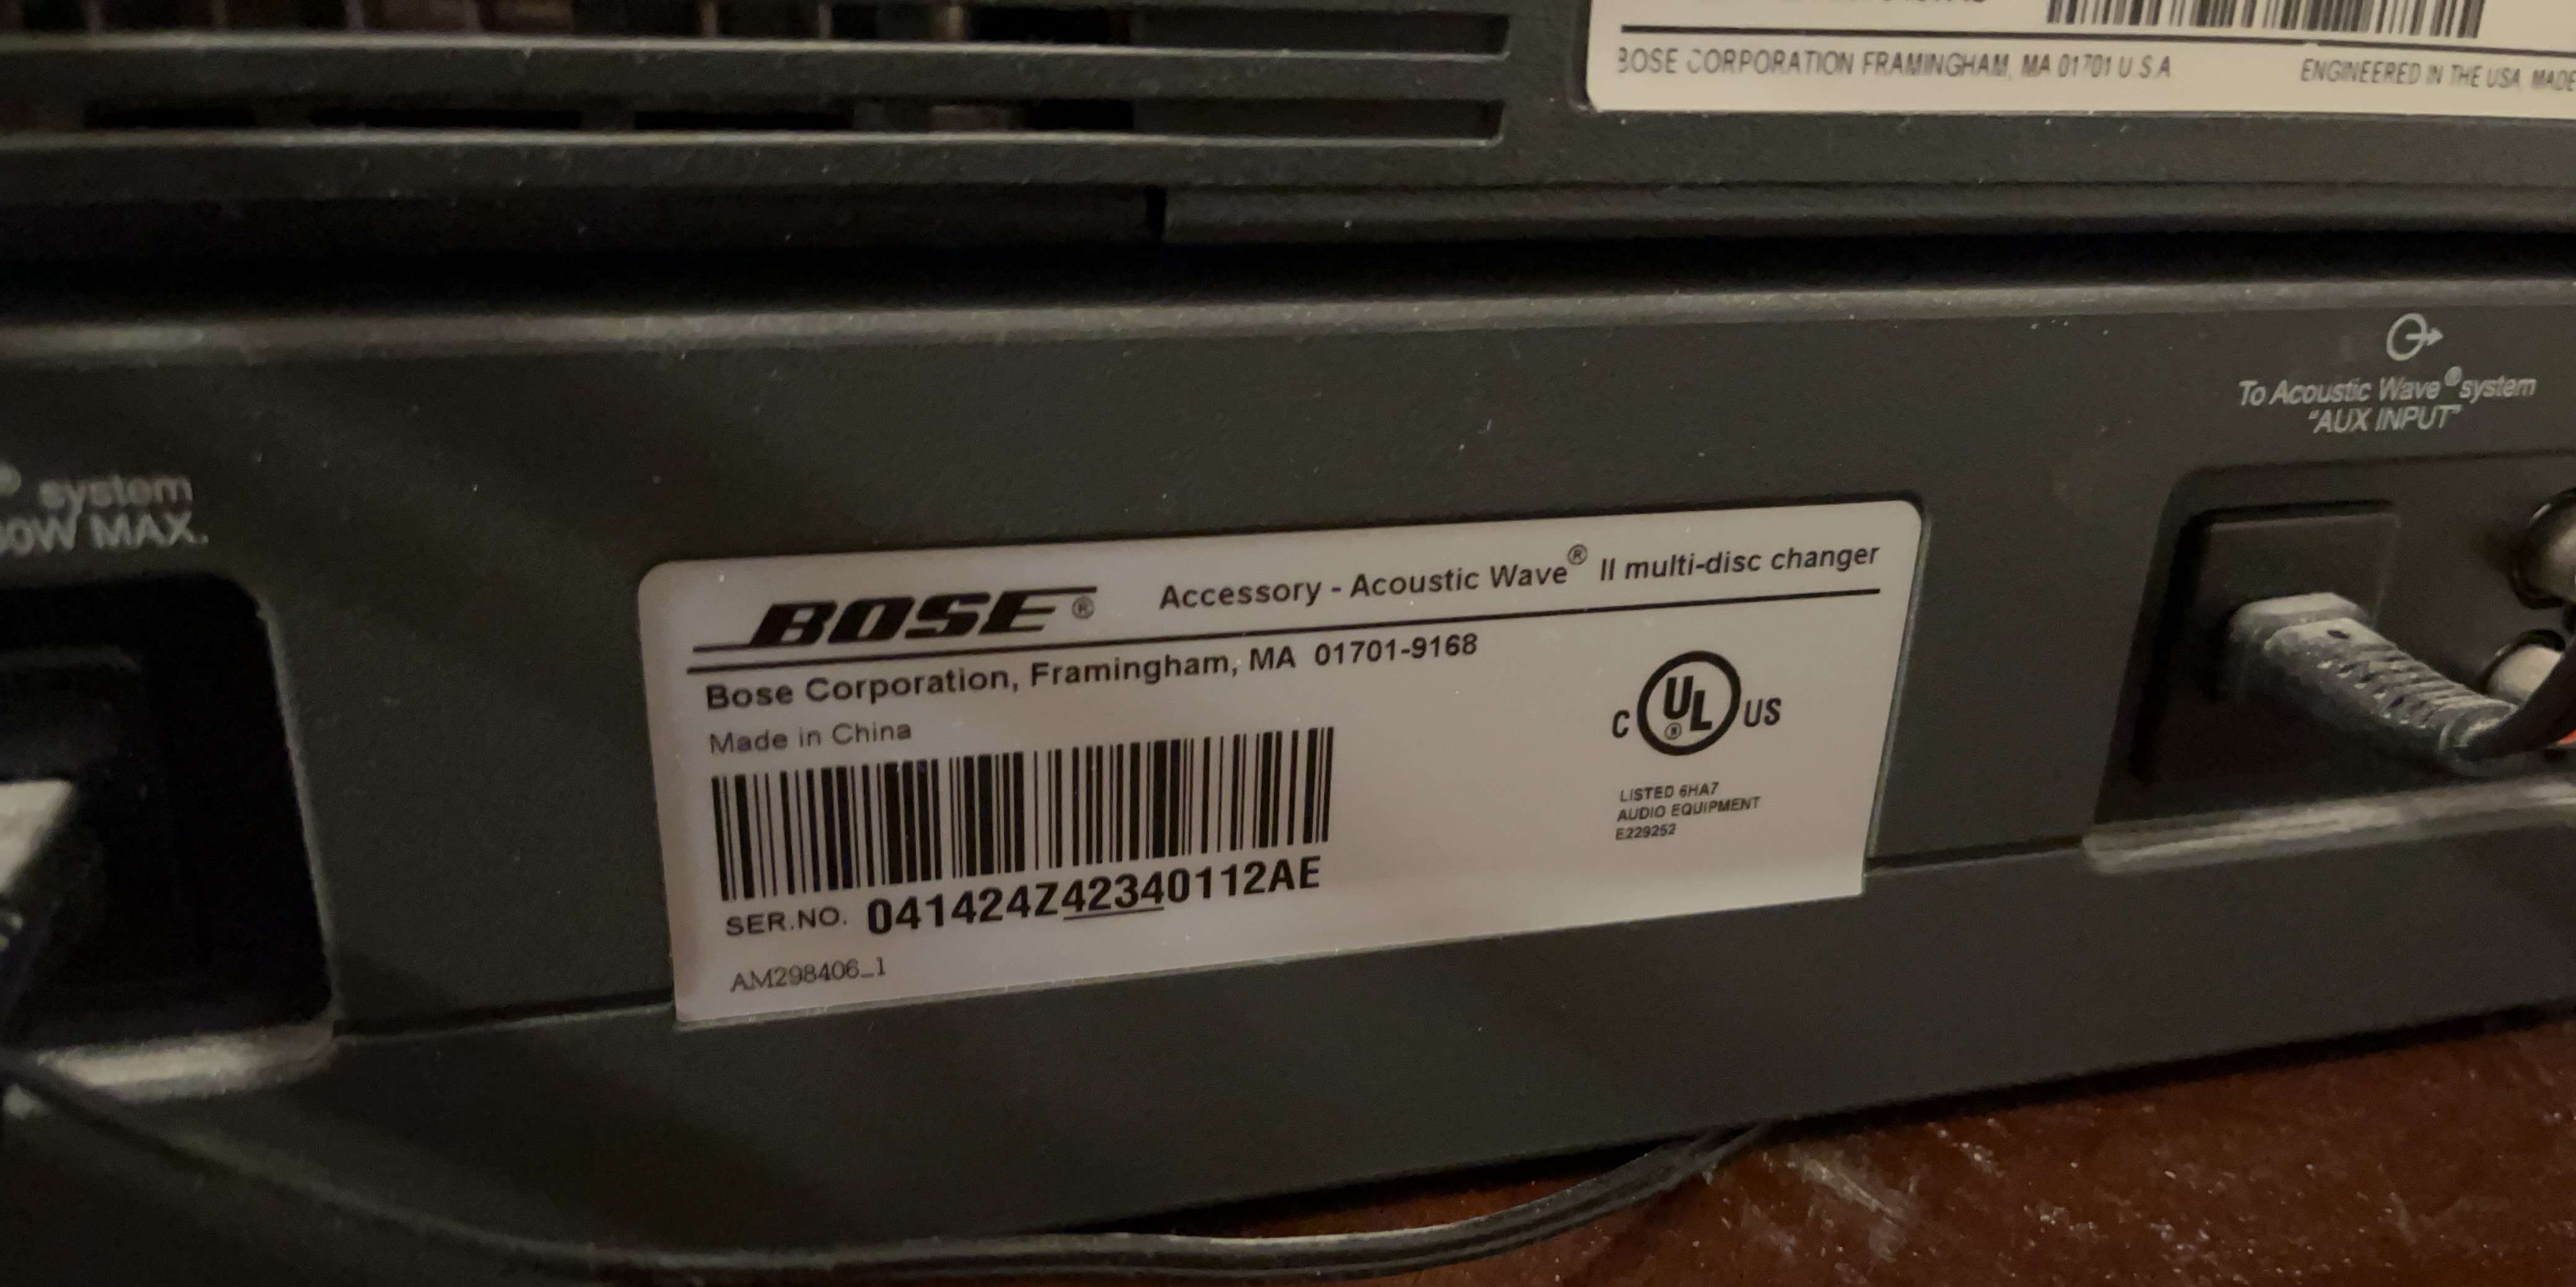 BOSE CORPORATION FRAMINGHAM, MA 01701 U S A ENGINEERED IN THE USA, MADE
To Acoustic Wave® system
"AUX INPUT"
® system
W MAX.
BOSE® Accessory - Acoustic Wave® II multi-disc changer
Bose Corporation, Framingham, MA 01701-9168
Made in China
C UL® US
LISTED 6HA7
AUDIO EQUIPMENT
E229252
SER.NO. 041424Z42340112AE
AM298406_1